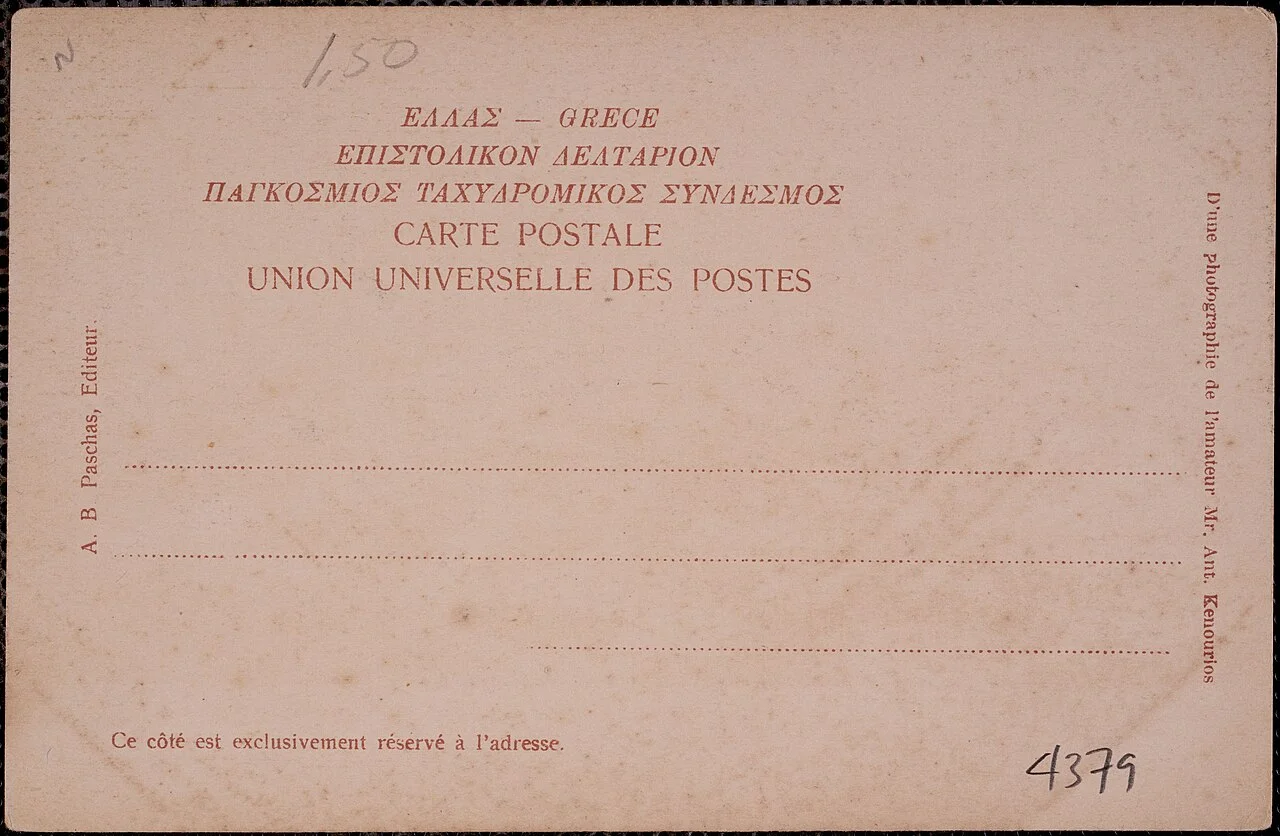 1,50
ΕΛΛΑΣ — GRECE
ΕΠΙΣΤΟΛΙΚΟΝ ΔΕΛΤΑΡΙΟΝ
ΠΑΓΚΟΣΜΙΟΣ ΤΑΧΥΔΡΟΜΙΚΟΣ ΣΥΝΔΕΣΜΟΣ
CARTE POSTALE
UNION UNIVERSELLE DES POSTES
A. B Paschas, Editeur.
D'une photographie de l'amateur Mr. Ant. Kenourios
Ce côté est exclusivement réservé à l'adresse.
4379